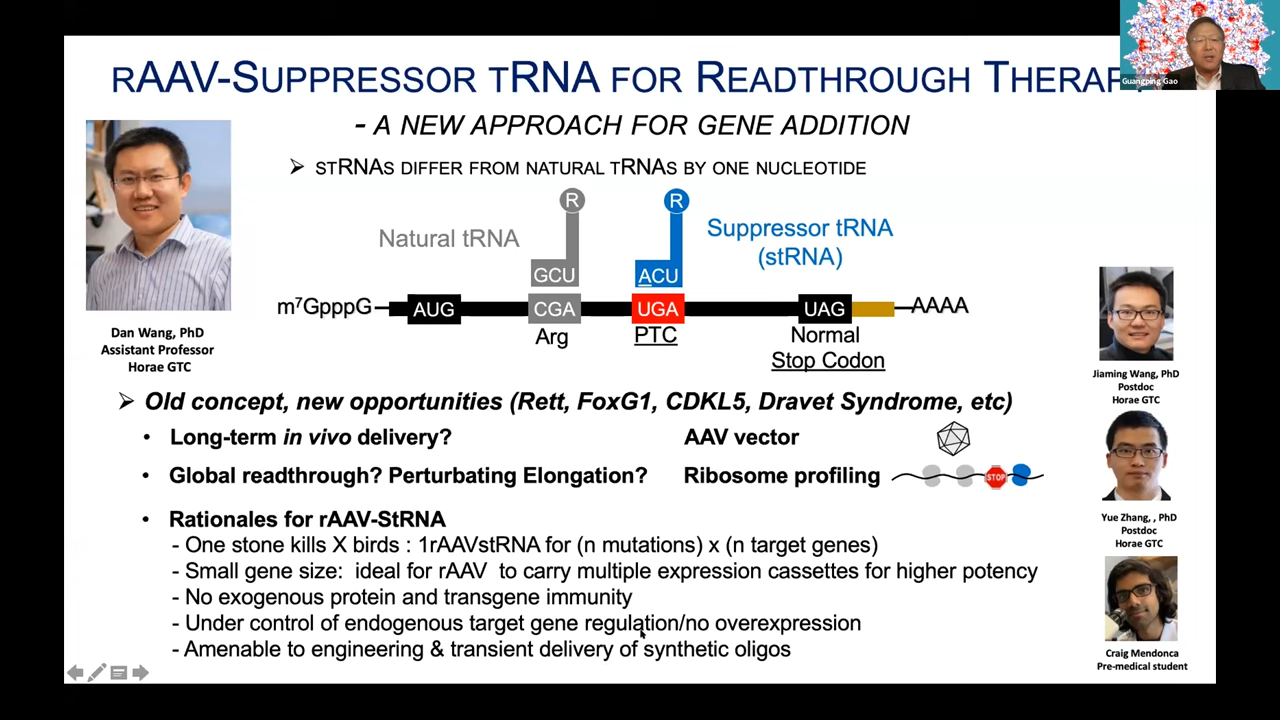 Guangping Gao
RAAV-SUPPRESSOR TRNA FOR READTHROUGH THERAP
- A NEW APPROACH FOR GENE ADDITION
➢ STRNAS DIFFER FROM NATURAL TRNAS BY ONE NUCLEOTIDE
R
R
Natural tRNA
Suppressor tRNA
(stRNA)
GCU
ACU
m⁷GpppG
AUG
CGA
UGA
UAG
AAAA
Arg
PTC
Normal
Stop Codon
Dan Wang, PhD
Assistant Professor
Horae GTC
Jiaming Wang, PhD
Postdoc
Horae GTC
➢ Old concept, new opportunities (Rett, FoxG1, CDKL5, Dravet Syndrome, etc)
• Long-term in vivo delivery? AAV vector
• Global readthrough? Perturbating Elongation? Ribosome profiling
STOP
Yue Zhang, , PhD
Postdoc
Horae GTC
• Rationales for rAAV-StRNA
- One stone kills X birds : 1rAAVstRNA for (n mutations) x (n target genes)
- Small gene size: ideal for rAAV to carry multiple expression cassettes for higher potency
- No exogenous protein and transgene immunity
- Under control of endogenous target gene regulation/no overexpression
- Amenable to engineering & transient delivery of synthetic oligos
Craig Mendonca
Pre-medical student